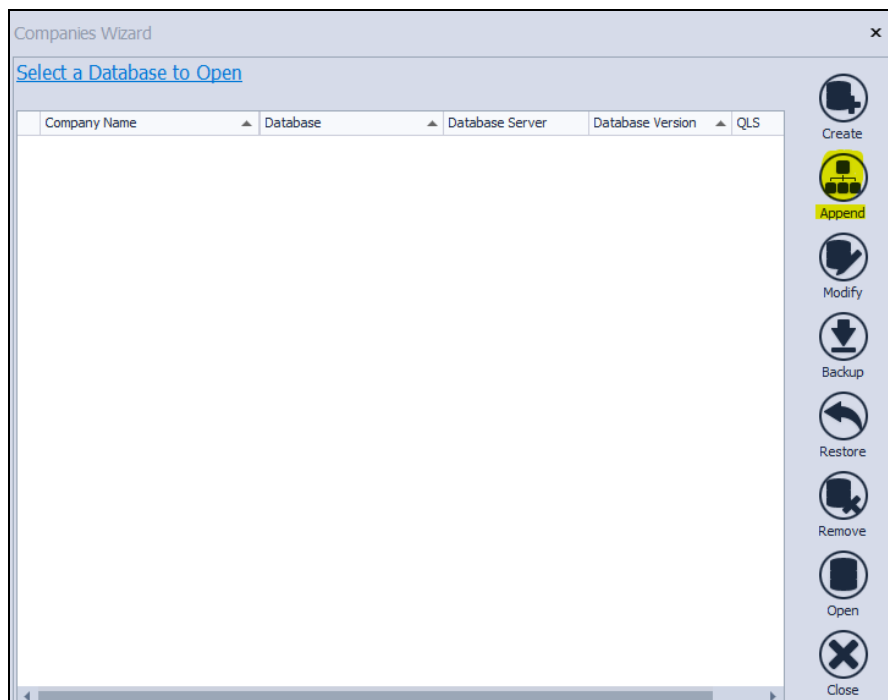 Companies Wizard
Select a Database to Open
Company Name Database Database Server Database Version QLS
Create
Append
Modify
Backup
Restore
Remove
Open
Close